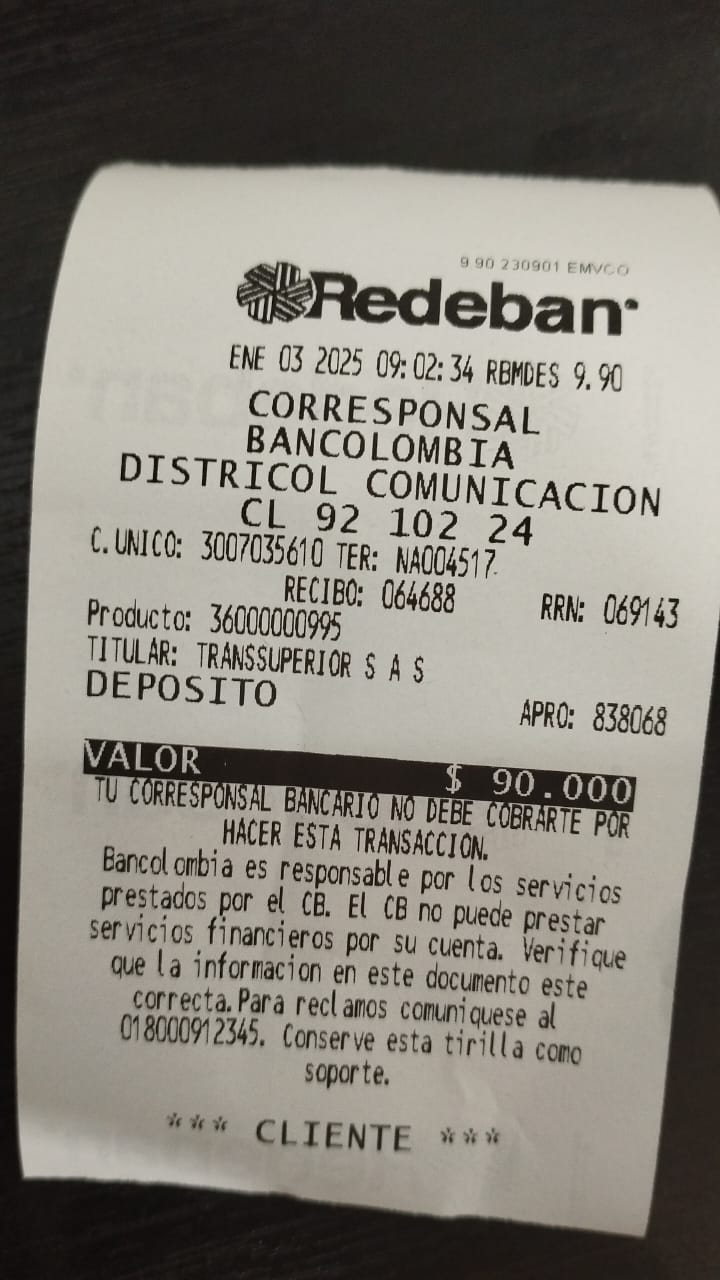 9.90 230901 EMVCO
Redeban
ENE 03 2025 09:02:34 RBMDES 9.90
CORRESPONSAL
BANCOLOMBIA
DISTRICOL COMUNICACION
CL 92 102 24
C.UNICO: 3007035610 TER: NA004517
RECIBO: 064688 RRN: 069143
Producto: 36000000995
TITULAR: TRANSSUPERIOR S A S
DEPOSITO APRO: 838068
VALOR $ 90.000
TU CORRESPONSAL BANCARIO NO DEBE COBRARTE POR
HACER ESTA TRANSACCION.
Bancolombia es responsable por los servicios
prestados por el CB. El CB no puede prestar
servicios financieros por su cuenta. Verifique
que la informacion en este documento este
correcta.Para reclamos comuniquese al
018000912345. Conserve esta tirilla como
soporte.
*** CLIENTE ***